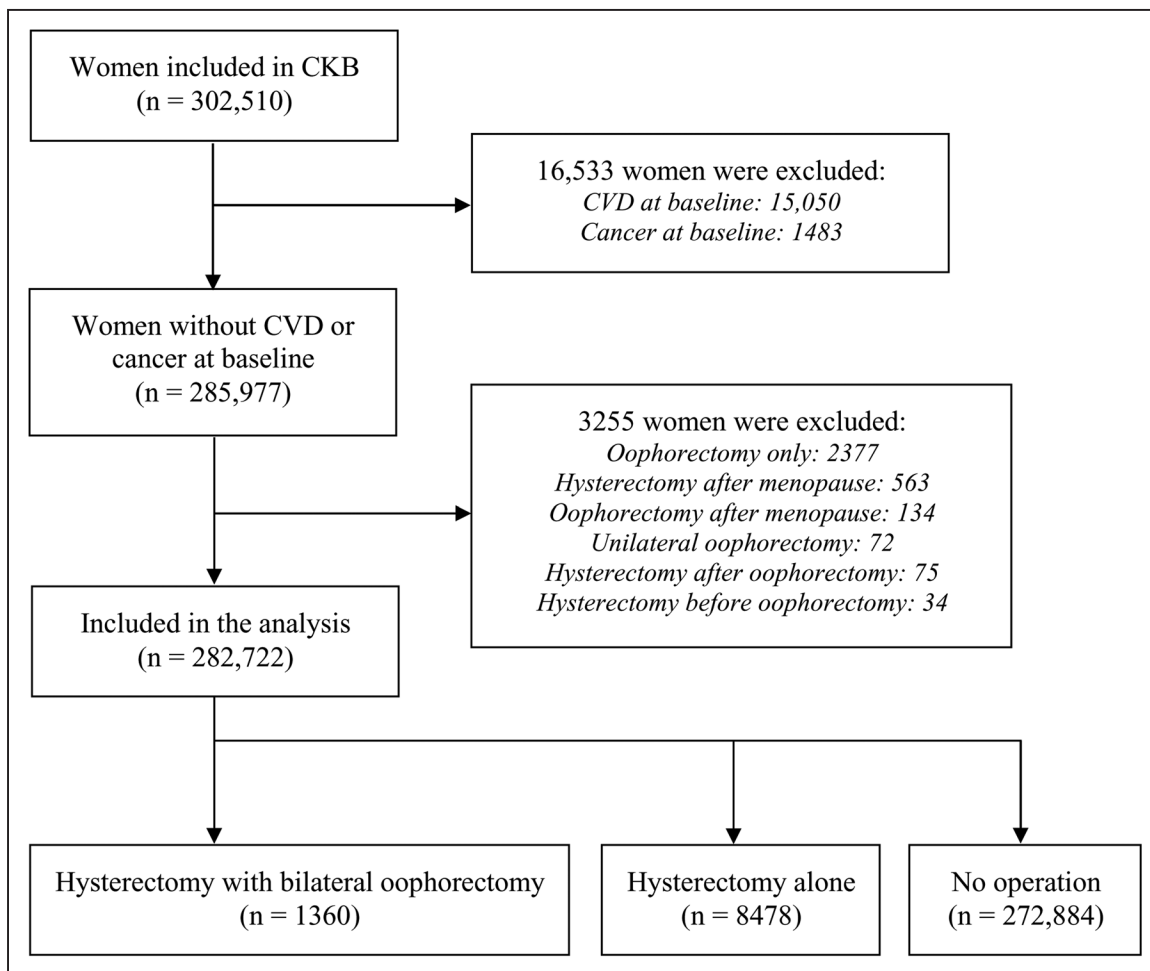 Women included in CKB
(n = 302,510)
16,533 women were excluded:
CVD at baseline: 15,050
Cancer at baseline: 1483
Women without CVD or
cancer at baseline
(n = 285,977)
3255 women were excluded:
Oophorectomy only: 2377
Hysterectomy after menopause: 563
Oophorectomy after menopause: 134
Unilateral oophorectomy: 72
Hysterectomy after oophorectomy: 75
Hysterectomy before oophorectomy: 34
Included in the analysis
(n = 282,722)
Hysterectomy with bilateral oophorectomy
(n = 1360)
Hysterectomy alone
(n = 8478)
No operation
(n = 272,884)